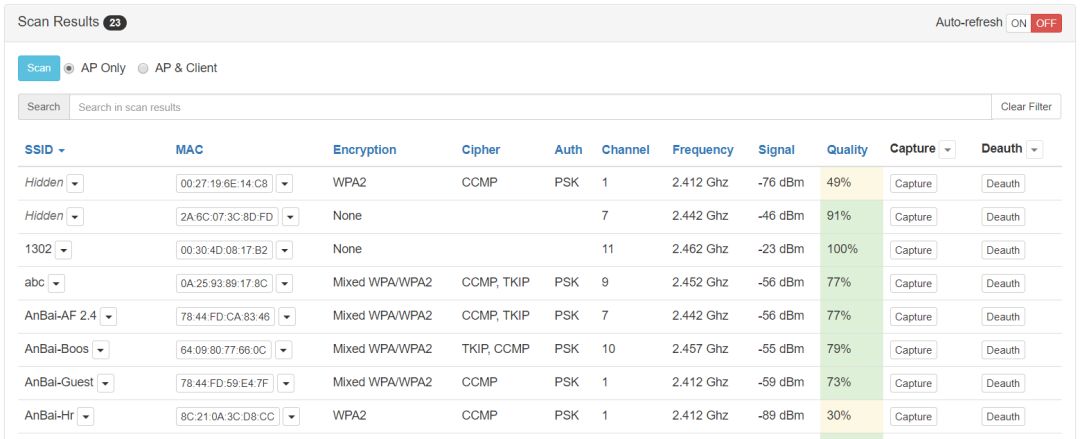 Scan Results 23 Auto-refresh ON OFF
Scan AP Only AP & Client
Search Search in scan results Clear Filter
SSID MAC Encryption Cipher Auth Channel Frequency Signal Quality Capture Deauth
Hidden 00:27:19:6E:14:C8 WPA2 CCMP PSK 1 2.412 Ghz -76 dBm 49% Capture Deauth
Hidden 2A:6C:07:3C:8D:FD None 7 2.442 Ghz -46 dBm 91% Capture Deauth
1302 00:30:4D:08:17:B2 None 11 2.462 Ghz -23 dBm 100% Capture Deauth
abc 0A:25:93:89:17:8C Mixed WPA/WPA2 CCMP, TKIP PSK 9 2.452 Ghz -56 dBm 77% Capture Deauth
AnBai-AF 2.4 78:44:FD:CA:83:46 Mixed WPA/WPA2 CCMP, TKIP PSK 7 2.442 Ghz -56 dBm 77% Capture Deauth
AnBai-Boos 64:09:80:77:66:0C Mixed WPA/WPA2 TKIP, CCMP PSK 10 2.457 Ghz -55 dBm 79% Capture Deauth
AnBai-Guest 78:44:FD:59:E4:7F Mixed WPA/WPA2 CCMP PSK 1 2.412 Ghz -59 dBm 73% Capture Deauth
AnBai-Hr 8C:21:0A:3C:D8:CC WPA2 CCMP PSK 1 2.412 Ghz -89 dBm 30% Capture Deauth